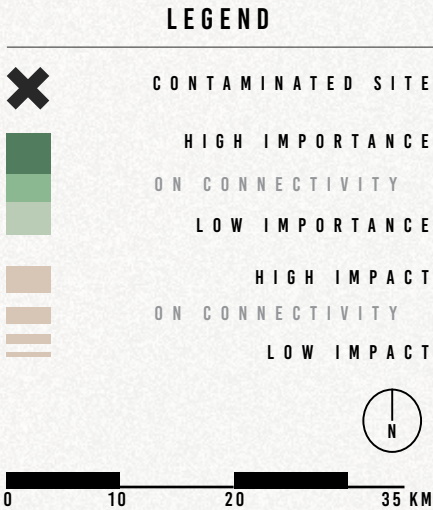 LEGEND
CONTAMINATED SITE
HIGH IMPORTANCE
ON CONNECTIVITY
LOW IMPORTANCE
HIGH IMPACT
ON CONNECTIVITY
LOW IMPACT
N
0 10 20 35 KM